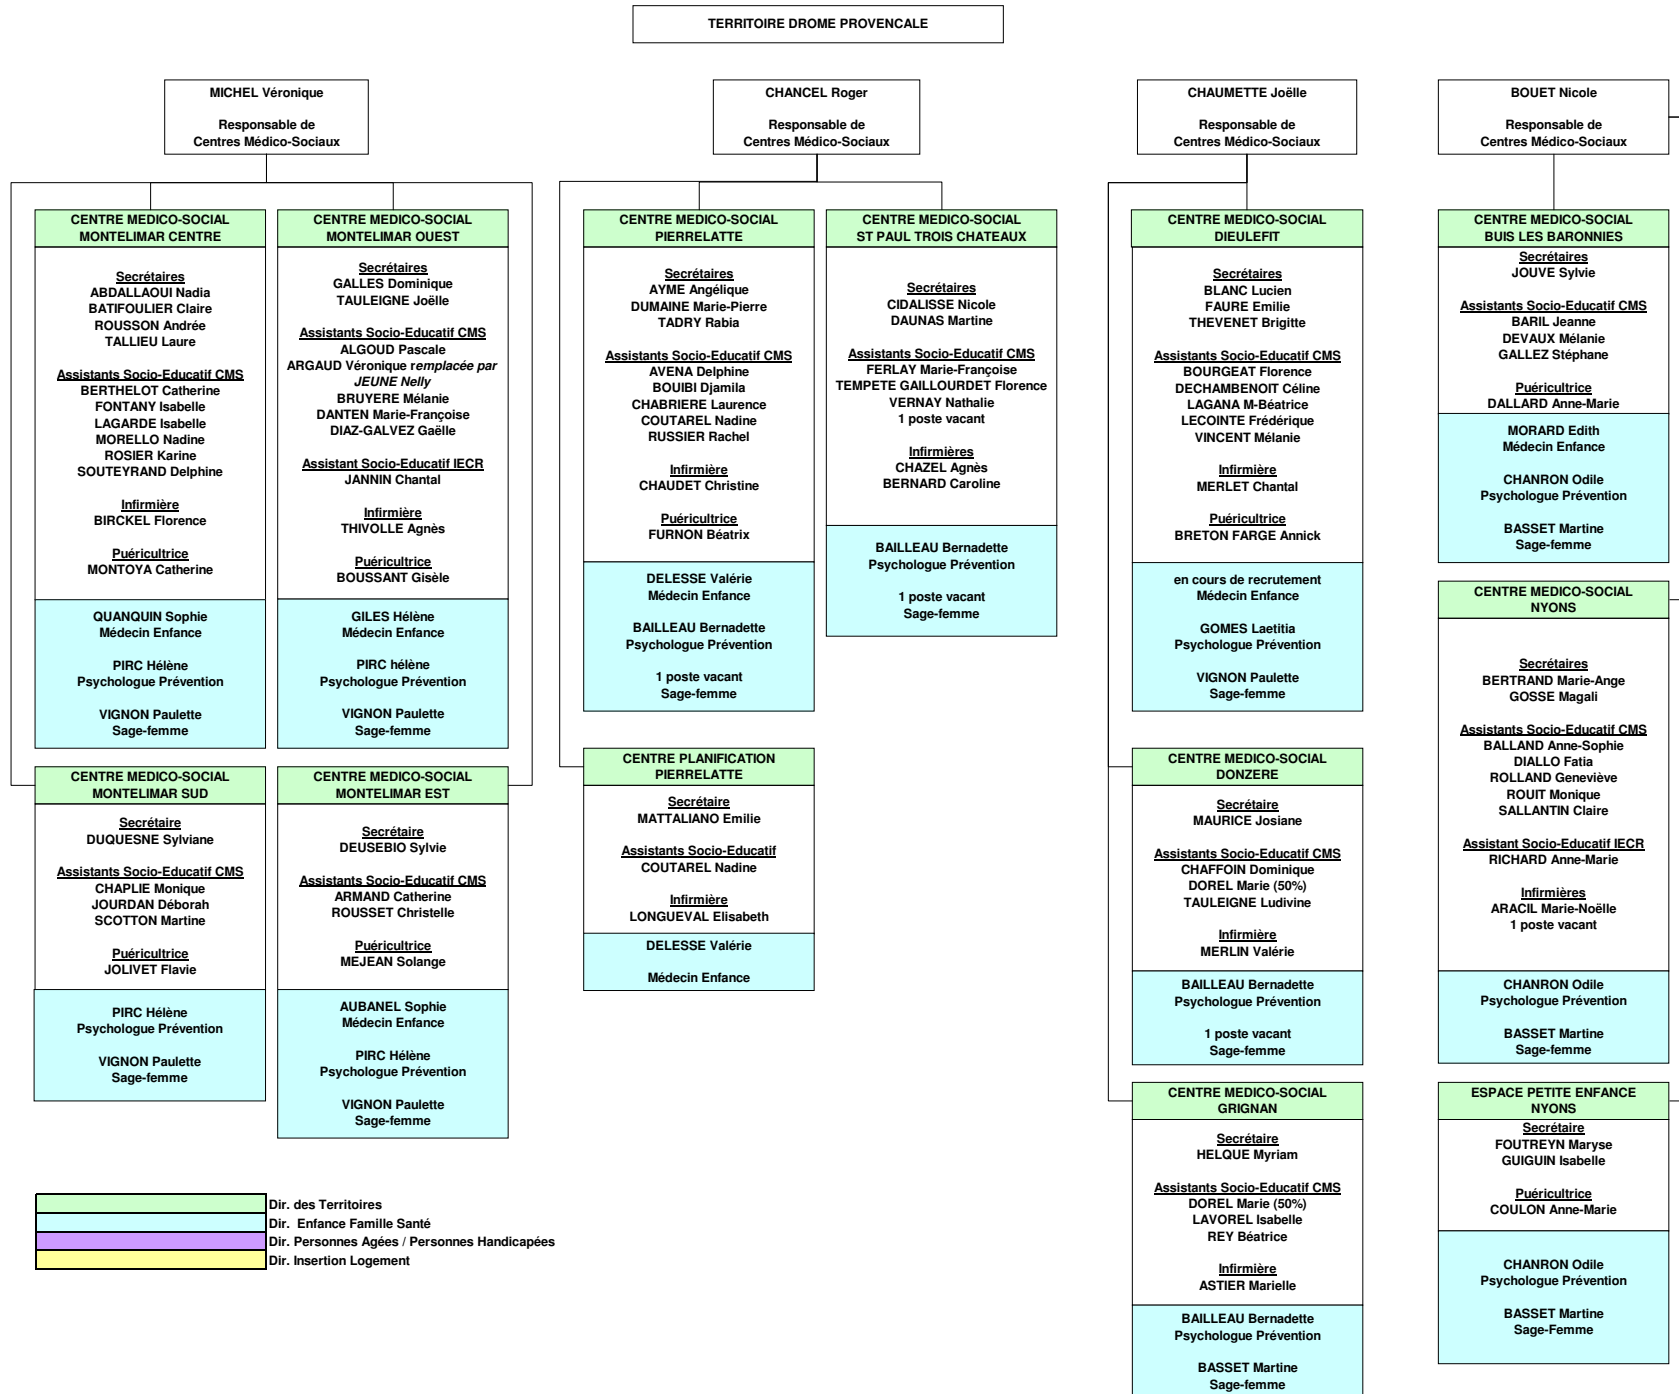 TERRITOIRE DROME PROVENCALE
MICHEL Véronique
Responsable de
Centres Médico-Sociaux
CENTRE MEDICO-SOCIAL
MONTELIMAR CENTRE
Secrétaires
ABDALLAOUI Nadia
BATIFOULIER Claire
ROUSSON Andrée
TALLIEU Laure
Assistants Socio-Educatif CMS
BERTHELOT Catherine
FONTANY Isabelle
LAGARDE Isabelle
MORELLO Nadine
ROSIER Karine
SOUTEYRAND Delphine
Infirmière
BIRCKEL Florence
Puéricultrice
MONTOYA Catherine
QUANQUIN Sophie
Médecin Enfance
PIRC Hélène
Psychologue Prévention
VIGNON Paulette
Sage-femme
CENTRE MEDICO-SOCIAL
MONTELIMAR OUEST
Secrétaires
GALLES Dominique
TAULEIGNE Joëlle
Assistants Socio-Educatif CMS
ALGOUD Pascale
ARGAUD Véronique remplacée par
JEUNE Nelly
BRUYERE Mélanie
DANTEN Marie-Françoise
DIAZ-GALVEZ Gaëlle
Assistant Socio-Educatif IECR
JANNIN Chantal
Infirmière
THIVOLLE Agnès
Puéricultrice
BOUSSANT Gisèle
GILES Hélène
Médecin Enfance
PIRC hélène
Psychologue Prévention
VIGNON Paulette
Sage-femme
CENTRE MEDICO-SOCIAL
MONTELIMAR SUD
Secrétaire
DUQUESNE Sylviane
Assistants Socio-Educatif CMS
CHAPLIE Monique
JOURDAN Déborah
SCOTTON Martine
Puéricultrice
JOLIVET Flavie
PIRC Hélène
Psychologue Prévention
VIGNON Paulette
Sage-femme
CENTRE MEDICO-SOCIAL
MONTELIMAR EST
Secrétaire
DEUSEBIO Sylvie
Assistants Socio-Educatif CMS
ARMAND Catherine
ROUSSET Christelle
Puéricultrice
MEJEAN Solange
AUBANEL Sophie
Médecin Enfance
PIRC Hélène
Psychologue Prévention
VIGNON Paulette
Sage-femme
CHANCEL Roger
Responsable de
Centres Médico-Sociaux
CENTRE MEDICO-SOCIAL
PIERRELATTE
Secrétaires
AYME Angélique
DUMAINE Marie-Pierre
TADRY Rabia
Assistants Socio-Educatif CMS
AVENA Delphine
BOUIBI Djamila
CHABRIERE Laurence
COUTAREL Nadine
RUSSIER Rachel
Infirmière
CHAUDET Christine
Puéricultrice
FURNON Béatrix
DELESSE Valérie
Médecin Enfance
BAILLEAU Bernadette
Psychologue Prévention
1 poste vacant
Sage-femme
CENTRE MEDICO-SOCIAL
ST PAUL TROIS CHATEAUX
Secrétaires
CIDALISSE Nicole
DAUNAS Martine
Assistants Socio-Educatif CMS
FERLAY Marie-Françoise
TEMPETE GAILLOURDET Florence
VERNAY Nathalie
1 poste vacant
Infirmières
CHAZEL Agnès
BERNARD Caroline
BAILLEAU Bernadette
Psychologue Prévention
1 poste vacant
Sage-femme
CENTRE PLANIFICATION
PIERRELATTE
Secrétaire
MATTALIANO Emilie
Assistants Socio-Educatif
COUTAREL Nadine
Infirmière
LONGUEVAL Elisabeth
DELESSE Valérie
Médecin Enfance
CHAUMETTE Joëlle
Responsable de
Centres Médico-Sociaux
CENTRE MEDICO-SOCIAL
DIEULEFIT
Secrétaires
BLANC Lucien
FAURE Emilie
THEVENET Brigitte
Assistants Socio-Educatif CMS
BOURGEAT Florence
DECHAMBENOIT Céline
LAGANA M-Béatrice
LECOINTE Frédérique
VINCENT Mélanie
Infirmière
MERLET Chantal
Puéricultrice
BRETON FARGE Annick
en cours de recrutement
Médecin Enfance
GOMES Laetitia
Psychologue Prévention
VIGNON Paulette
Sage-femme
CENTRE MEDICO-SOCIAL
DONZERE
Secrétaire
MAURICE Josiane
Assistants Socio-Educatif CMS
CHAFFOIN Dominique
DOREL Marie (50%)
TAULEIGNE Ludivine
Infirmière
MERLIN Valérie
BAILLEAU Bernadette
Psychologue Prévention
1 poste vacant
Sage-femme
CENTRE MEDICO-SOCIAL
GRIGNAN
Secrétaire
HELQUE Myriam
Assistants Socio-Educatif CMS
DOREL Marie (50%)
LAVOREL Isabelle
REY Béatrice
Infirmière
ASTIER Marielle
BAILLEAU Bernadette
Psychologue Prévention
BASSET Martine
Sage-femme
BOUET Nicole
Responsable de
Centres Médico-Sociaux
CENTRE MEDICO-SOCIAL
BUIS LES BARONNIES
Secrétaires
JOUVE Sylvie
Assistants Socio-Educatif CMS
BARIL Jeanne
DEVAUX Mélanie
GALLEZ Stéphane
Puéricultrice
DALLARD Anne-Marie
MORARD Edith
Médecin Enfance
CHANRON Odile
Psychologue Prévention
BASSET Martine
Sage-femme
CENTRE MEDICO-SOCIAL
NYONS
Secrétaires
BERTRAND Marie-Ange
GOSSE Magali
Assistants Socio-Educatif CMS
BALLAND Anne-Sophie
DIALLO Fatia
ROLLAND Geneviève
ROUIT Monique
SALLANTIN Claire
Assistant Socio-Educatif IECR
RICHARD Anne-Marie
Infirmières
ARACIL Marie-Noëlle
1 poste vacant
CHANRON Odile
Psychologue Prévention
BASSET Martine
Sage-femme
ESPACE PETITE ENFANCE
NYONS
Secrétaire
FOUTREYN Maryse
GUIGUIN Isabelle
Puéricultrice
COULON Anne-Marie
CHANRON Odile
Psychologue Prévention
BASSET Martine
Sage-Femme
Dir. des Territoires
Dir. Enfance Famille Santé
Dir. Personnes Agées / Personnes Handicapées
Dir. Insertion Logement